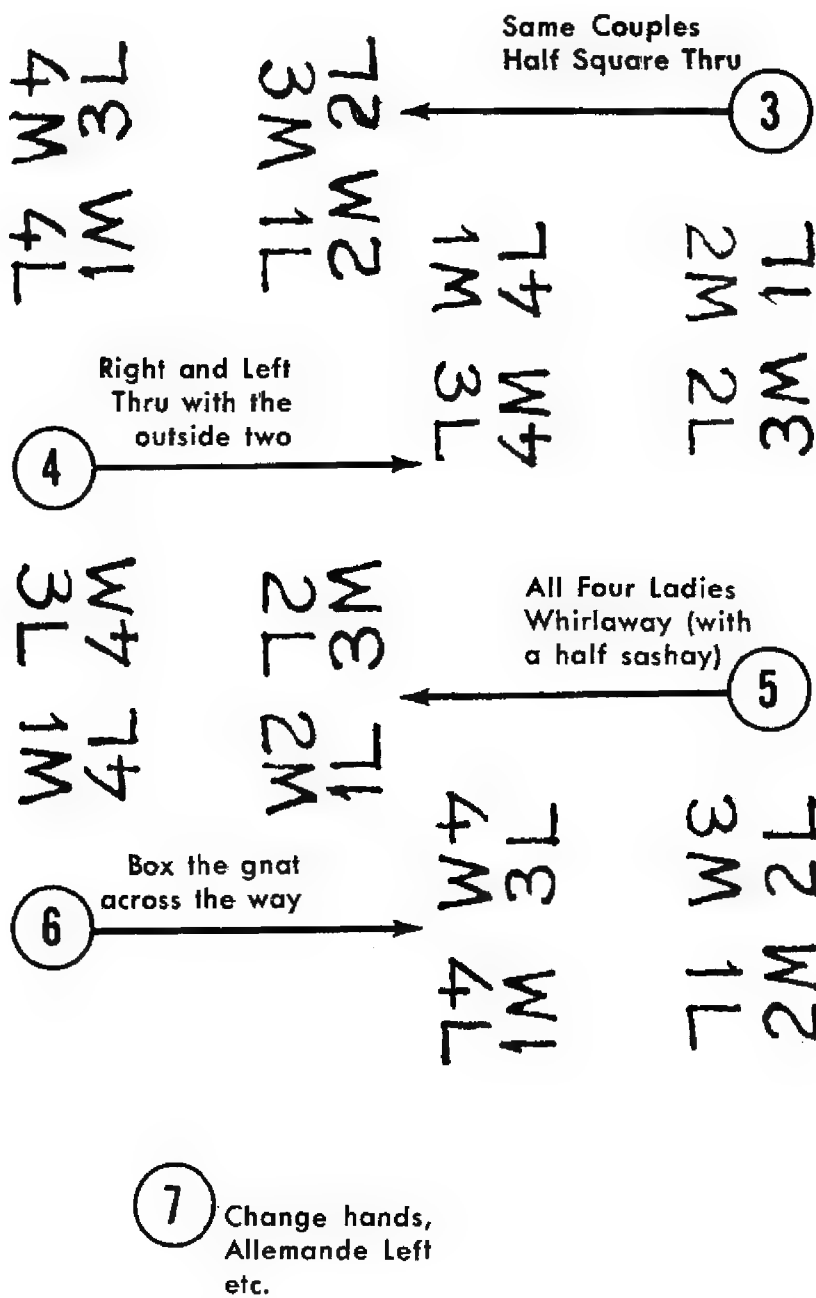 Same Couples
Half Square Thru
3
4M 3L 3M 2L
4L 1M 1L 2M
Right and Left
Thru with the
outside two
4
1M 4L 2M 1L
3L 4M 2L 3M
All Four Ladies
Whirlaway (with
a half sashay)
5
3L 4M 2L 3M
1M 4L 2M 1L
Box the gnat
across the way
6
4M 3L 3M 2L
4L 1M 1L 2M
7
Change hands,
Allemande Left
etc.